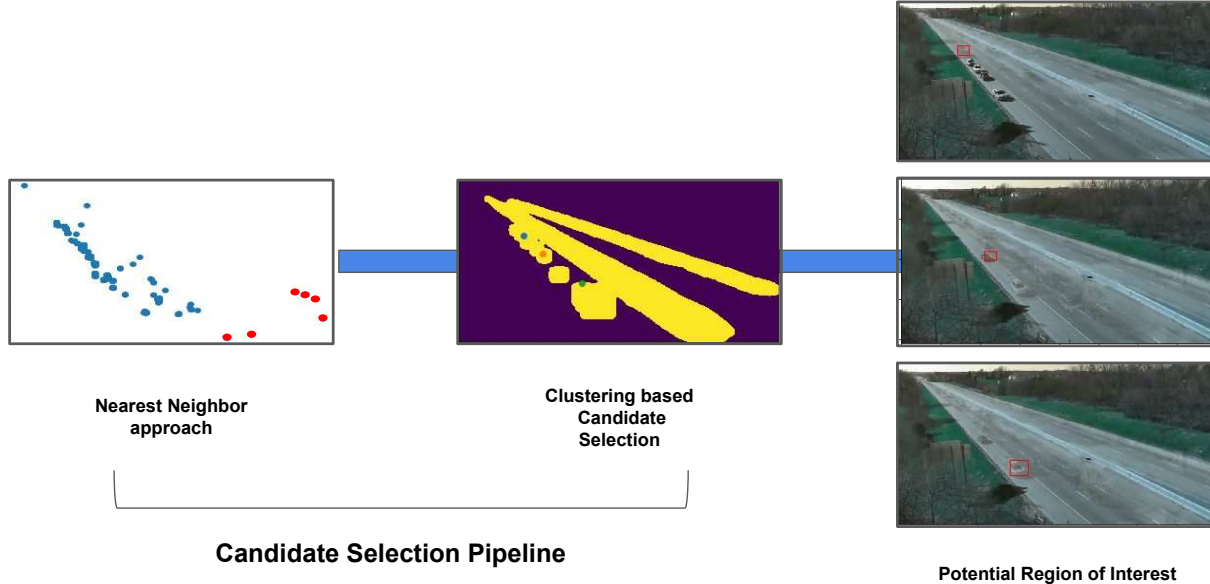 Nearest Neighbor
approach
Clustering based
Candidate
Selection
Candidate Selection Pipeline
Potential Region of Interest